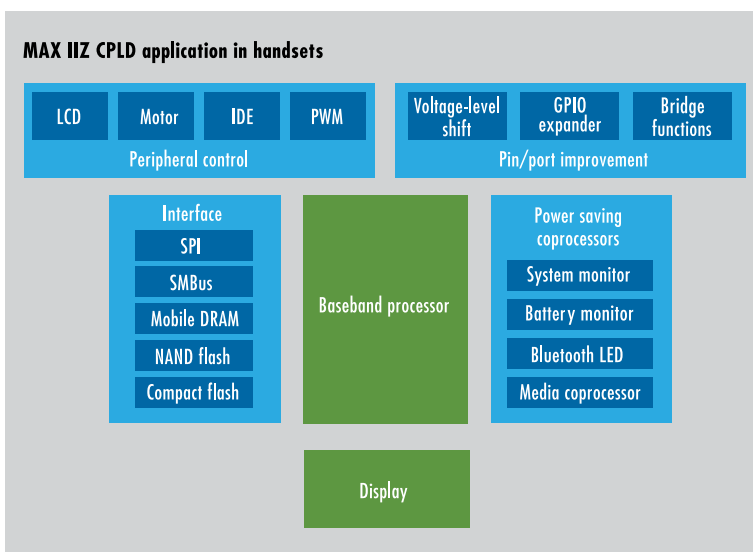 MAX IIZ CPLD application in handsets
LCD
Motor
IDE
PWM
Peripheral control
Voltage-level
shift
GPIO
expander
Bridge
functions
Pin/port improvement
Interface
SPI
SMBus
Mobile DRAM
NAND flash
Compact flash
Baseband processor
Power saving
coprocessors
System monitor
Battery monitor
Bluetooth LED
Media coprocessor
Display